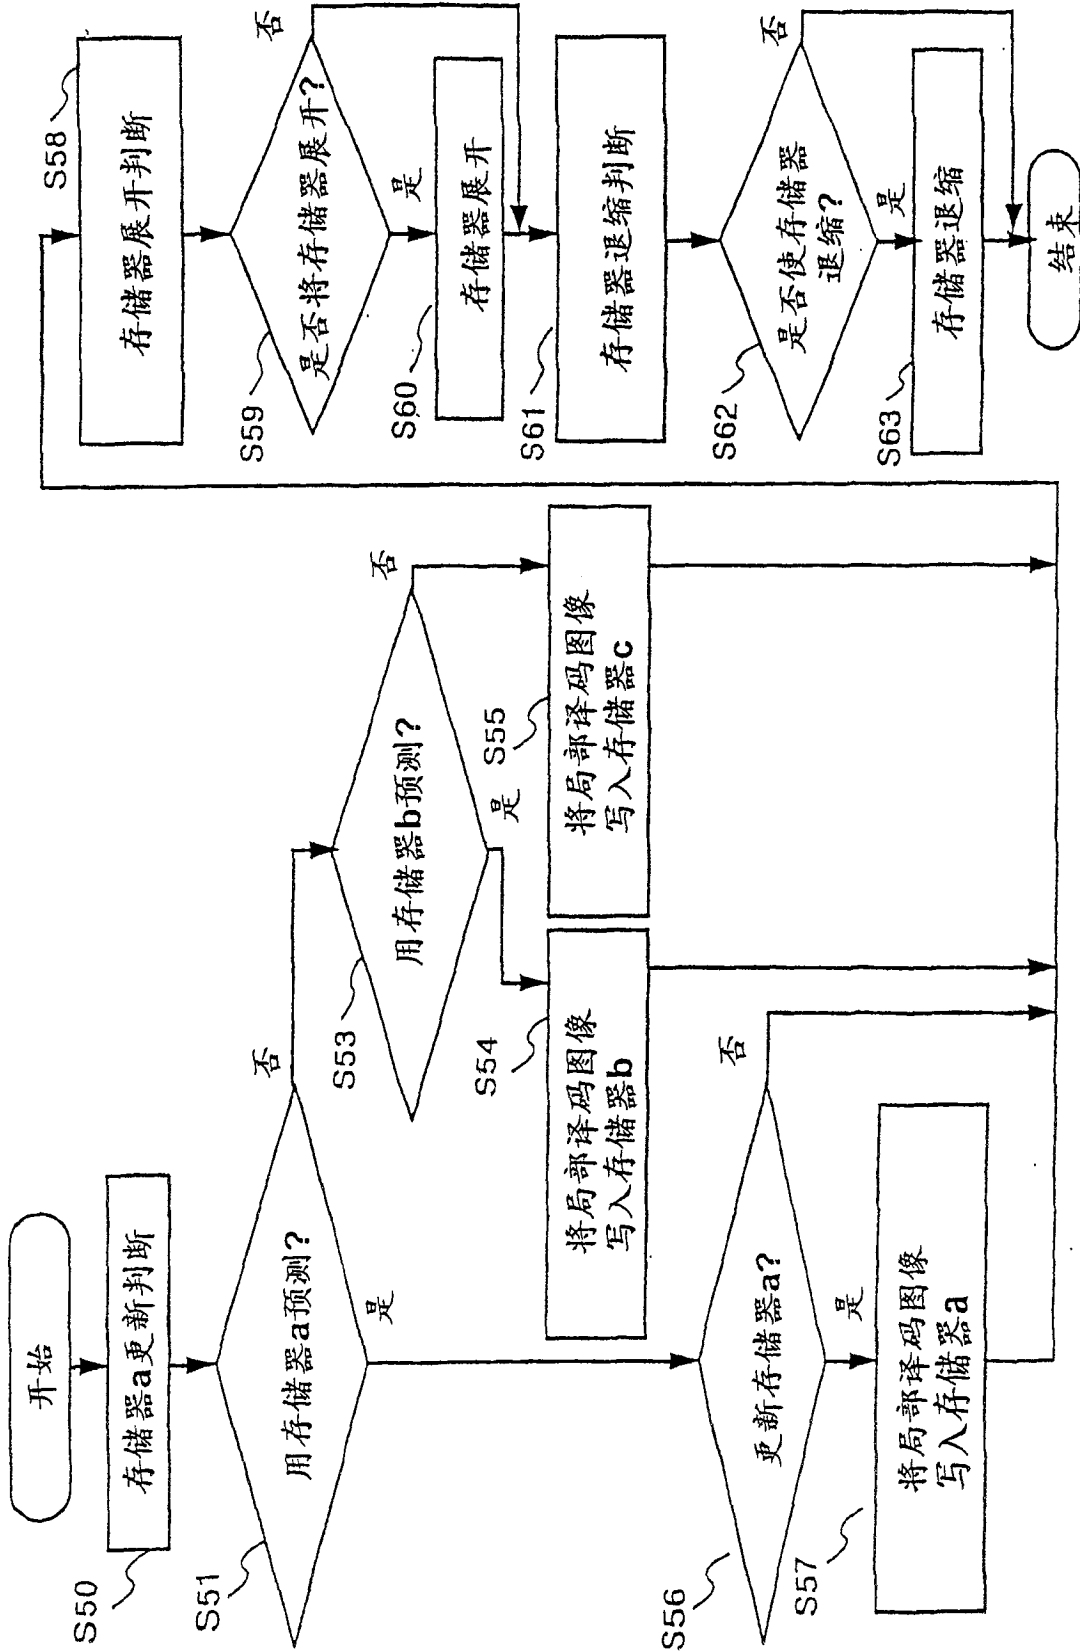 开始
S50
存储器a更新判断
S51
用存储器a预测?
否
是
S53
用存储器b预测?
否
是
S54
将局部译码图像
写入存储器b
S55
将局部译码图像
写入存储器c
S56
更新存储器a?
否
是
S57
将局部译码图像
写入存储器a
S58
存储器展开判断
S59
是否将存储器展开?
否
是
S60
存储器展开
S61
存储器退缩判断
S62
是否使存储器
退缩?
否
是
S63
存储器退缩
结束